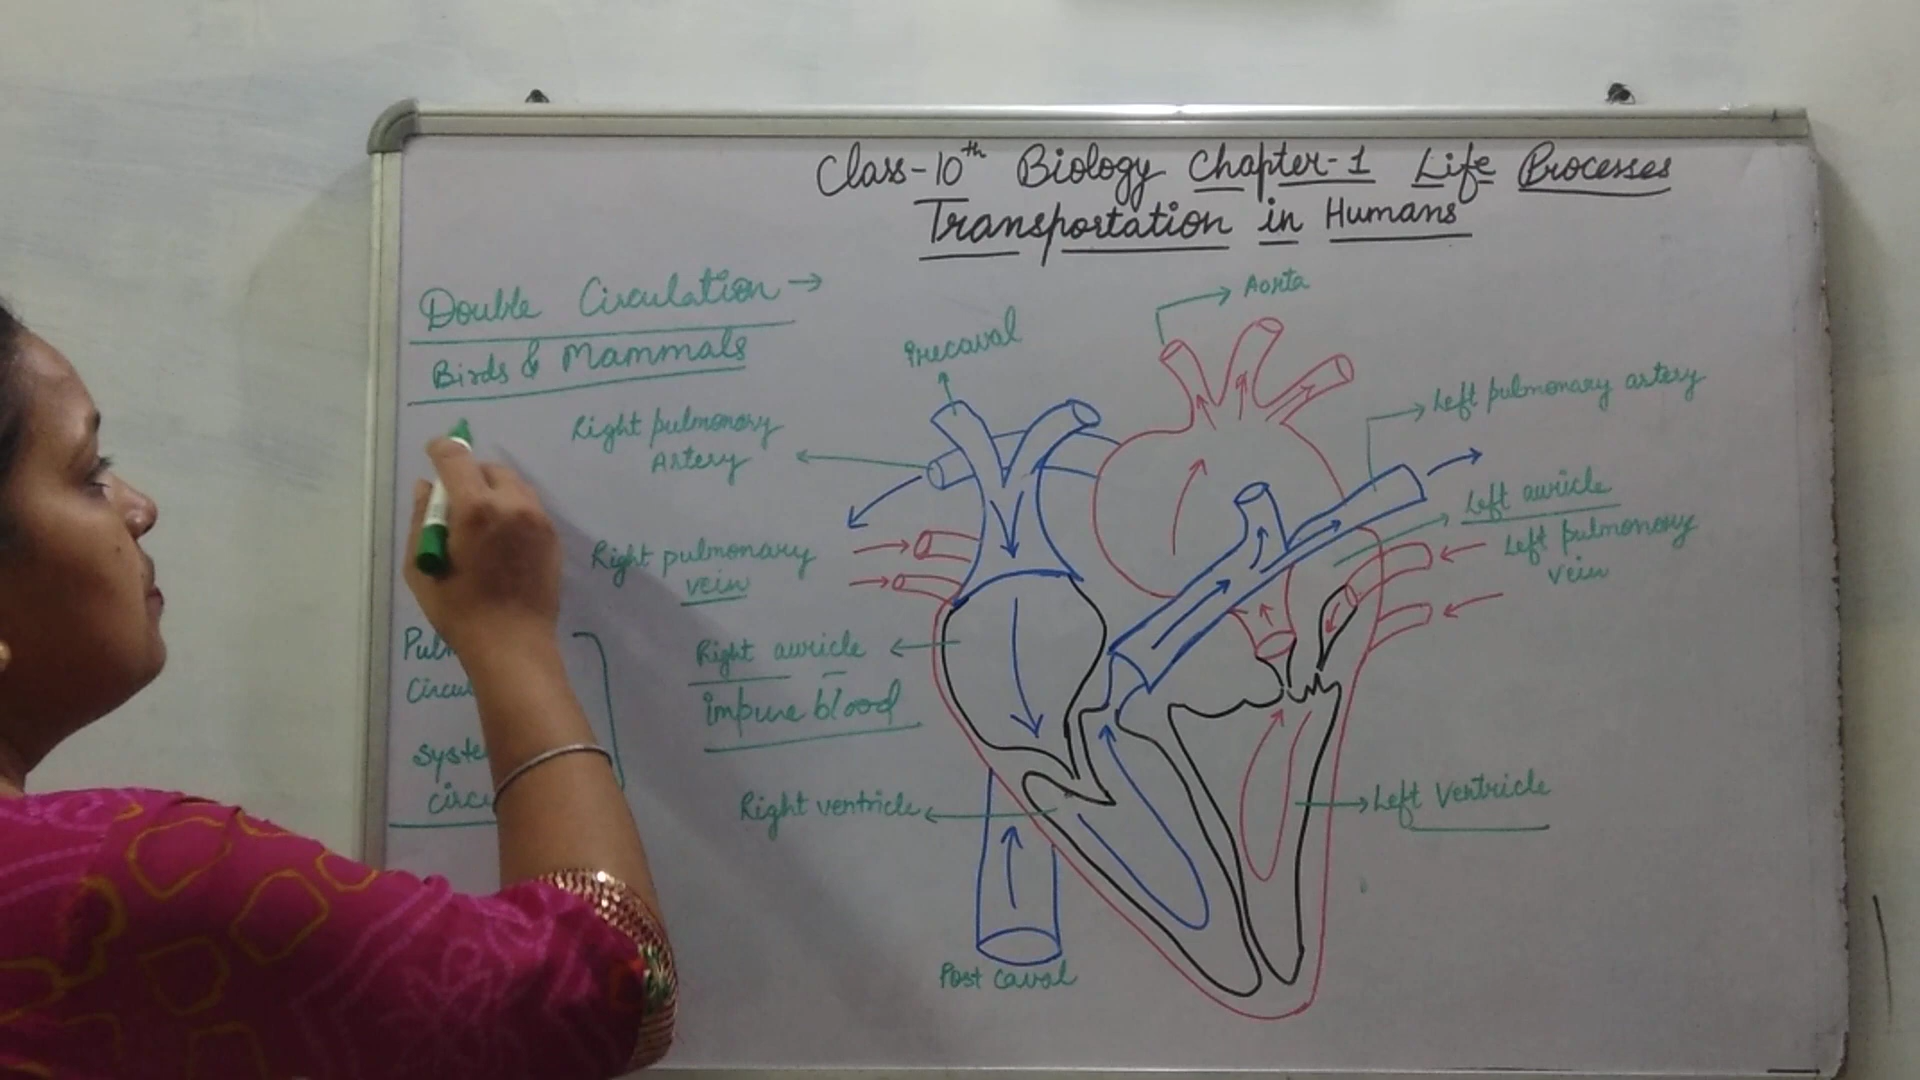 Class-10th Biology Chapter-1 Life Processes
Transportation in Humans
Double Circulation →
Birds & Mammals
Precaval
Aorta
Right pulmonary
Artery
Left pulmonary artery
Left auricle
Left pulmonary
vein
Right pulmonary
vein
Right auricle
impure blood
Right ventricle
Left Ventricle
Post caval